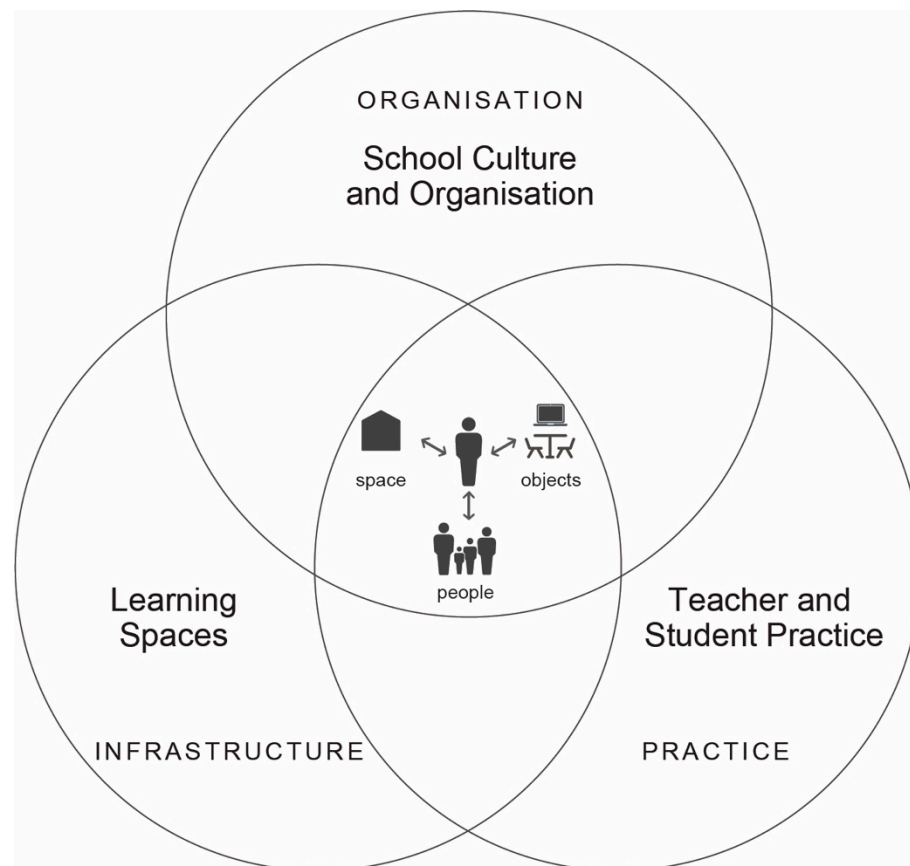 ORGANISATION
School Culture
and Organisation
space
objects
people
Learning
Spaces
Teacher and
Student Practice
INFRASTRUCTURE
PRACTICE